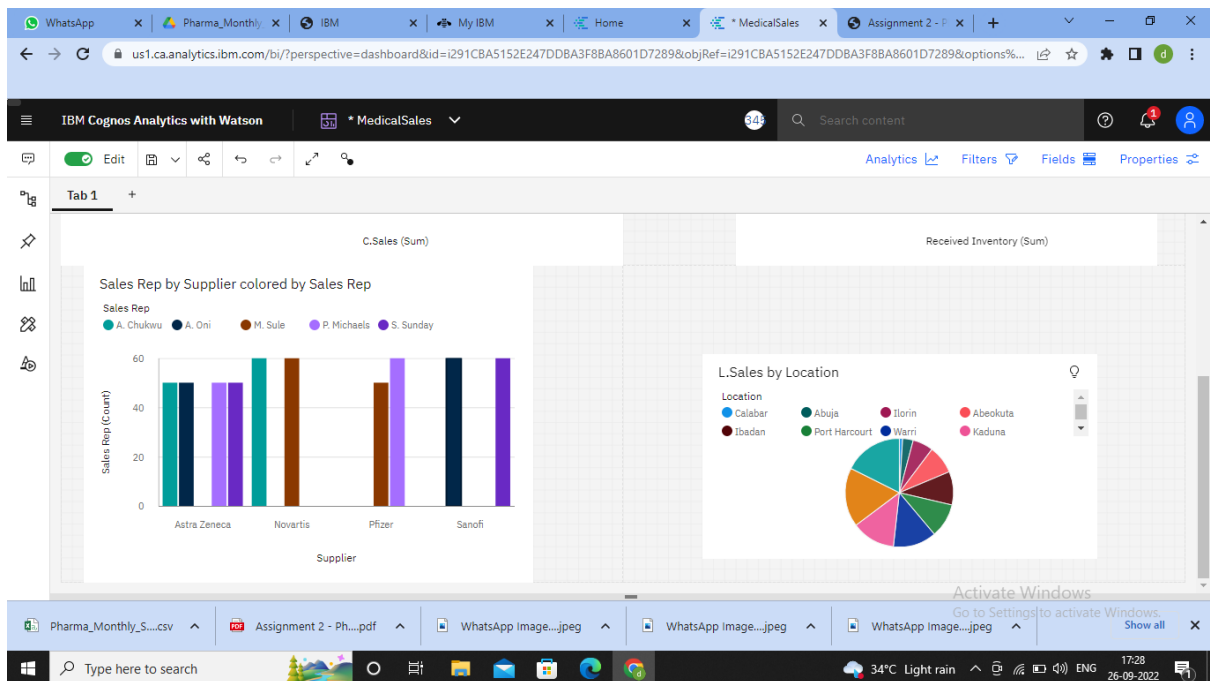 WhatsApp
Pharma_Monthly
IBM
My IBM
Home
* MedicalSales
Assignment 2 - P
us1.ca.analytics.ibm.com/bi/?perspective=dashboard&id=i291CBA5152E247DDBA3F8BA8601D7289&objRef=i291CBA5152E247DDBA3F8BA8601D7289&options%...
d
IBM Cognos Analytics with Watson
* MedicalSales
Search content
1
Edit
Analytics
Filters
Fields
Properties
Tab 1 +
C.Sales (Sum)
Received Inventory (Sum)
Sales Rep by Supplier colored by Sales Rep
Sales Rep
A. Chukwu A. Oni M. Sule P. Michaels S. Sunday
60
40
20
0
Sales Rep (Count)
Astra Zeneca Novartis Pfizer Sanofi
Supplier
L.Sales by Location
Location
Calabar Abuja Ilorin Abeokuta
Ibadan Port Harcourt Warri Kaduna
Activate Windows
Go to Settings to activate Windows.
Pharma_Monthly_S....csv
Assignment 2 - Ph....pdf
WhatsApp Image....jpeg
WhatsApp Image....jpeg
WhatsApp Image....jpeg
Show all
Type here to search
34°C Light rain
ENG
17:28
26-09-2022